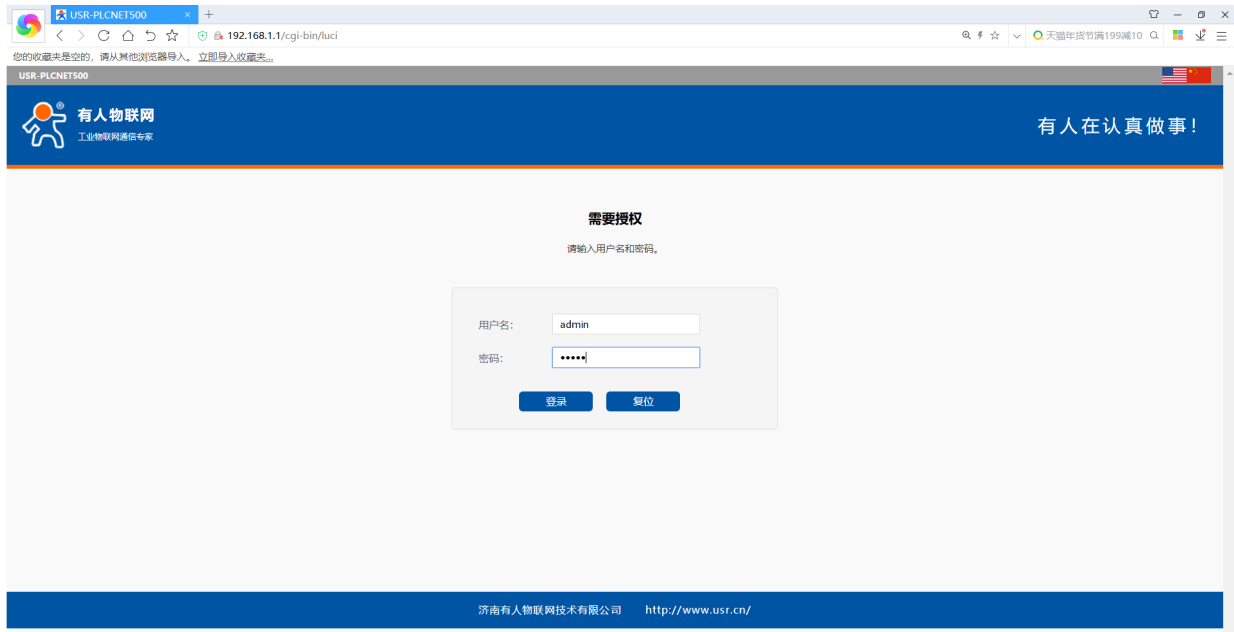 USR-PLCNET500
192.168.1.1/cgi-bin/luci
天猫年货节满199减10
您的收藏夹是空的，请从其他浏览器导入。 立即导入收藏夹...
USR-PLCNET500
有人物联网
®
工业物联网通信专家
有人在认真做事!
需要授权
请输入用户名和密码。
用户名: admin
密码: •••••
登录 复位
济南有人物联网技术有限公司 http://www.usr.cn/